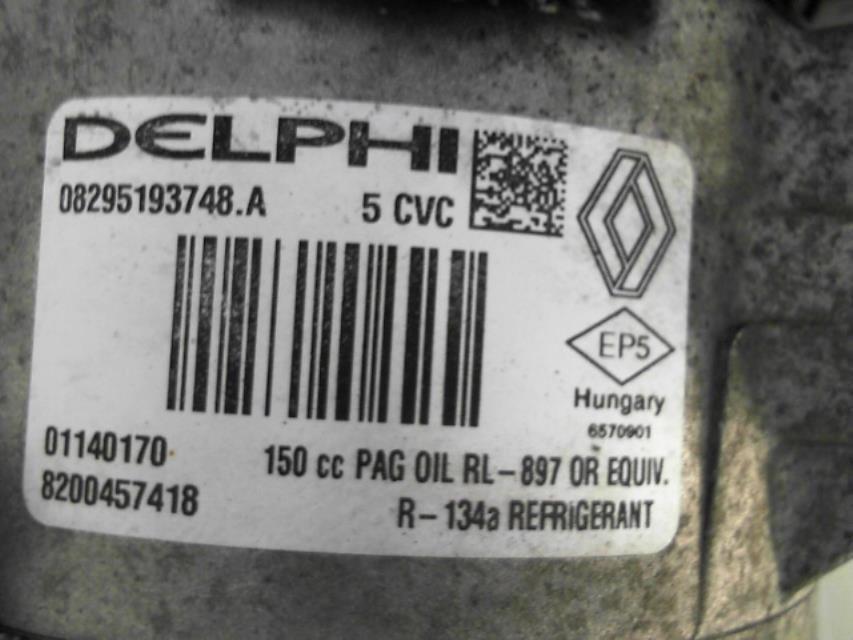 DELPHI
08295193748.A 5 CVC
EP5
Hungary
6570901
01140170
150 cc PAG OIL RL-897 OR EQUIV.
8200457418
R-134a REFRIGERANT